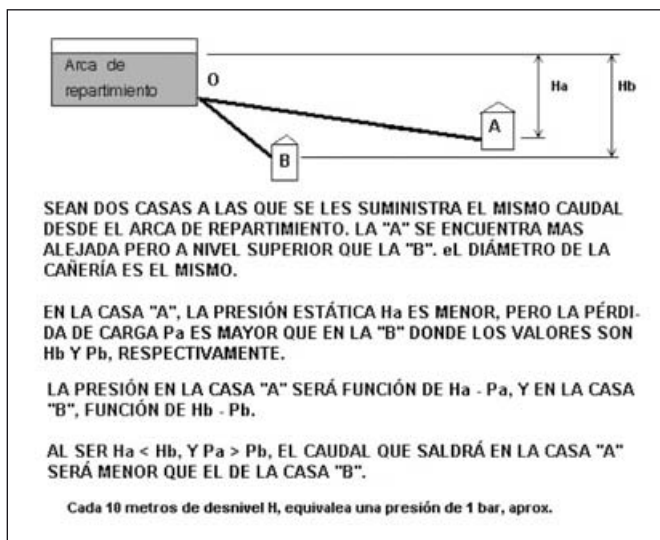 Arca de
repartimiento
O
Ha
Hb
A
B
SEAN DOS CASAS A LAS QUE SE LES SUMINISTRA EL MISMO CAUDAL
DESDE EL ARCA DE REPARTIMIENTO. LA "A" SE ENCUENTRA MAS
ALEJADA PERO A NIVEL SUPERIOR QUE LA "B". eL DIÁMETRO DE LA
CAÑERÍA ES EL MISMO.
EN LA CASA "A", LA PRESIÓN ESTÁTICA Ha ES MENOR, PERO LA PÉRDI-
DA DE CARGA Pa ES MAYOR QUE EN LA "B" DONDE LOS VALORES SON
Hb Y Pb, RESPECTIVAMENTE.
LA PRESIÓN EN LA CASA "A" SERÁ FUNCIÓN DE Ha - Pa, Y EN LA CASA
"B", FUNCIÓN DE Hb - Pb.
AL SER Ha < Hb, Y Pa > Pb, EL CAUDAL QUE SALDRÁ EN LA CASA "A"
SERÁ MENOR QUE EL DE LA CASA "B".
Cada 10 metros de desnivel H, equivalea una presión de 1 bar, aprox.